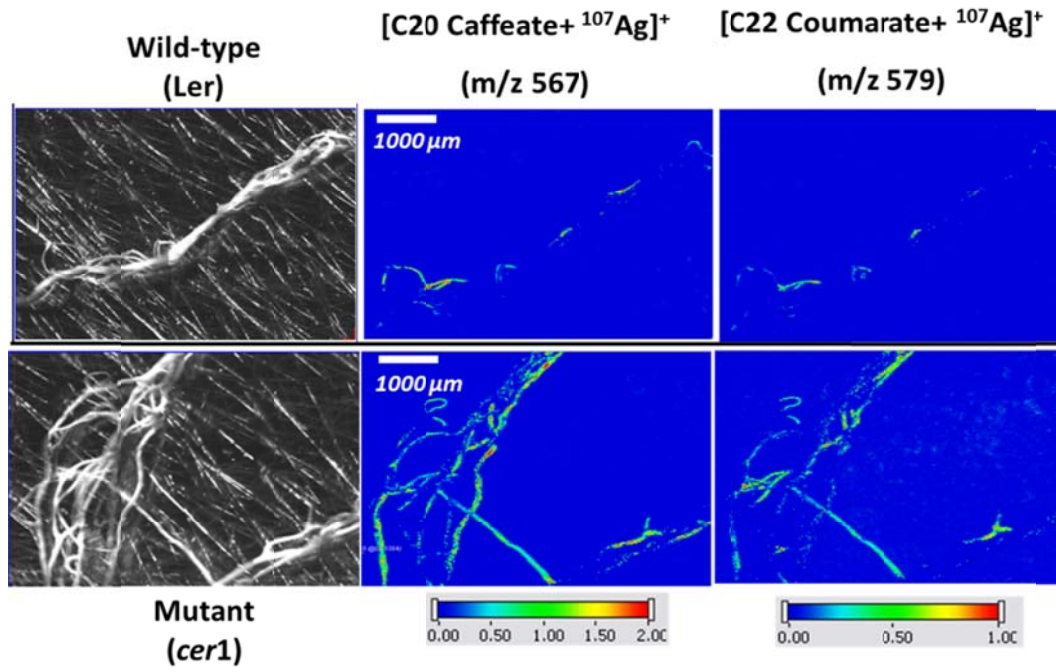 Wild-type
(Ler)
[C20 Caffeate+ ¹⁰⁷Ag]⁺
(m/z 567)
[C22 Coumarate+ ¹⁰⁷Ag]⁺
(m/z 579)
1000 µm
1000 µm
Mutant
(cer1)
0.00 0.50 1.00 1.50 2.00
0.00 0.50 1.00